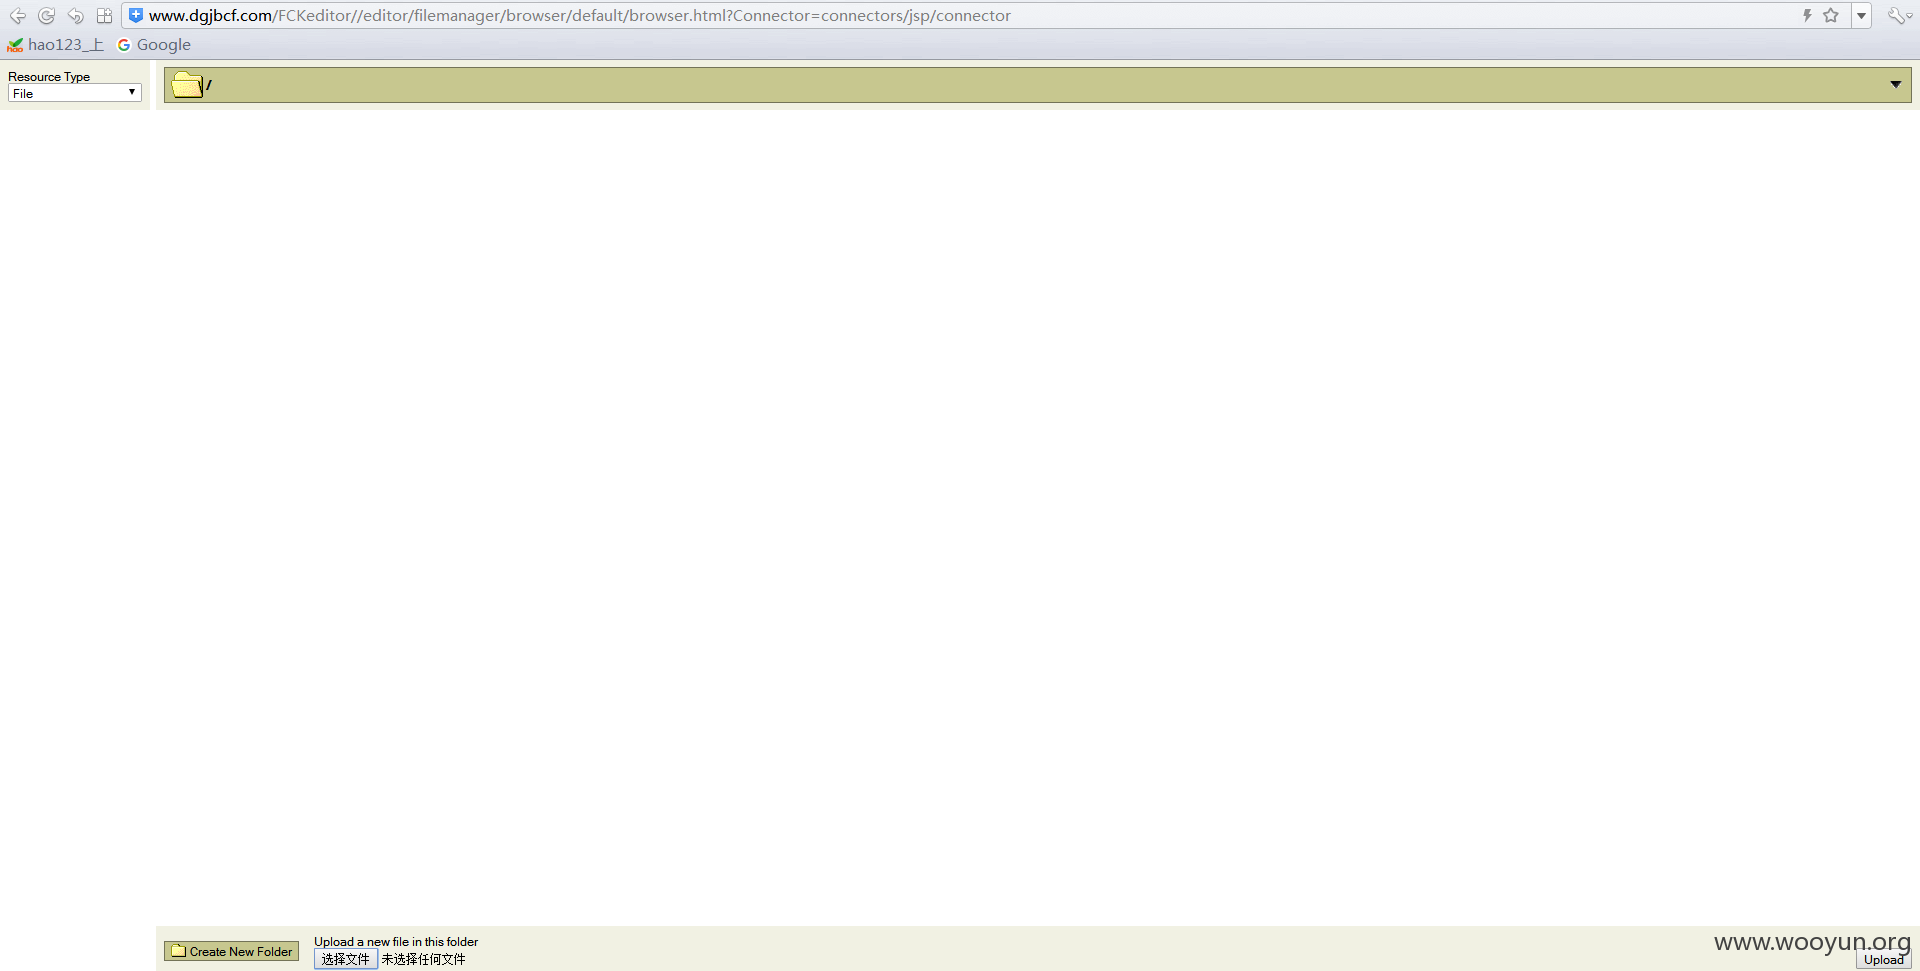 www.dgjbcf.com/FCKeditor//editor/filemanager/browser/default/browser.html?Connector=connectors/jsp/connector
hao123_上 Google
Resource Type
File
/
Create New Folder
Upload a new file in this folder
选择文件 未选择任何文件
www.wooyun.org
Upload